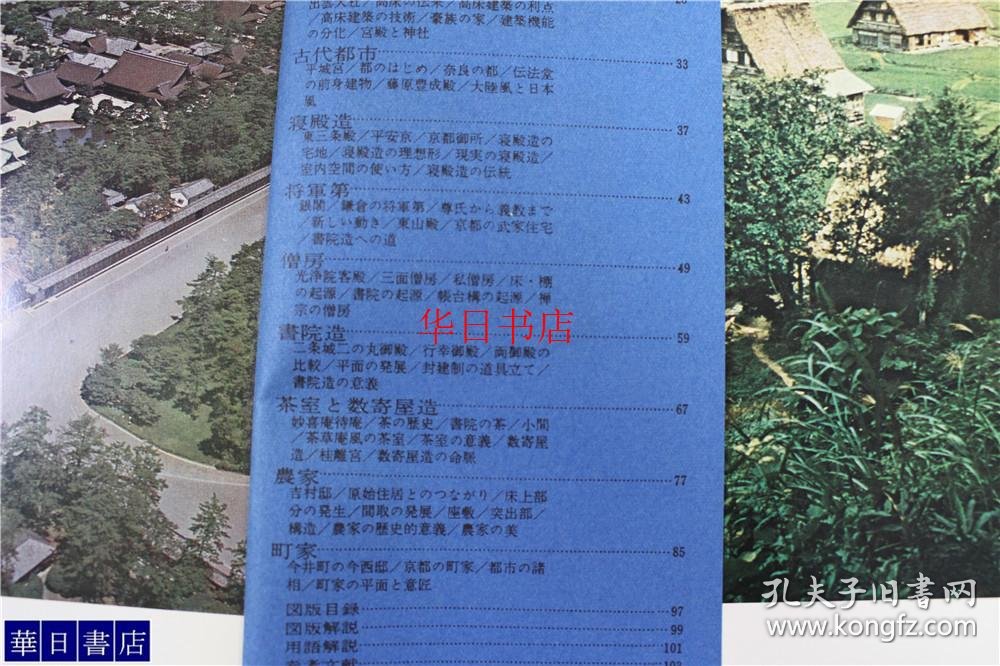 出雲大社／高床の伝来／高床建築の利点
／高床建築の技術／豪族の家／建築機能
の分化／宮殿と神社
古代都市 33
平城宮／都のはじめ／奈良の都／伝法堂
の前身建物／藤原豊成殿／大陸風と日本
風
寝殿造 37
東三条殿／平安京／京都御所／寝殿造の
宅地／寝殿造の理想形／現実の寝殿造／
室内空間の使い方／寝殿造の伝統
将軍第 43
銀閣／鎌倉の将軍第／尊氏から義教まで
／新しい動き／東山殿／京都の武家住宅
／書院造への道
僧房 49
光浄院客殿／三面僧房／私僧房／床・棚
の起源／書院の起源／帳台構の起源／禅
宗の僧房
華日书店
書院造 59
二条城二の丸御殿／行幸御殿／両御殿の
比較／平面の発展／封建制の道具立て／
書院造の意義
茶室と数寄屋造 67
妙喜庵待庵／茶の歴史／書院の茶／小間
／茶草庵風の茶室／茶室の意義／数寄屋
造／桂離宮／数寄屋造の命脈
農家 77
吉村邸／原始住居とのつながり／床上部
分の発生／間取の発展／座敷／突出部／
構造／農家の歴史的意義／農家の美
町家 85
今井町の今西邸／京都の町家／都市の諸
相／町家の平面と意匠
図版目録 97
図版解説 99
用語解説 101
参考文献 103
華日書店
孔夫子旧书网
kongfz.com